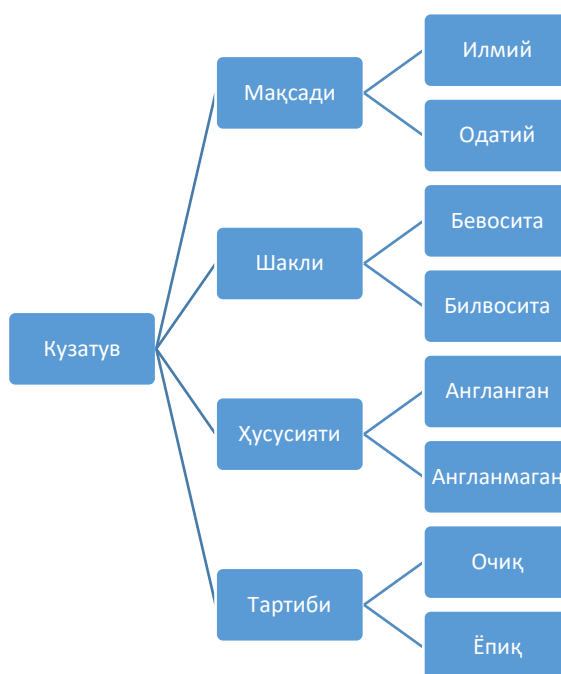 Кузатув
Мақсади
Илмий
Одатий
Шакли
Бевосита
Билвосита
Ҳусусияти
Англанган
Англанмаган
Тартиби
Очиқ
Ёпиқ